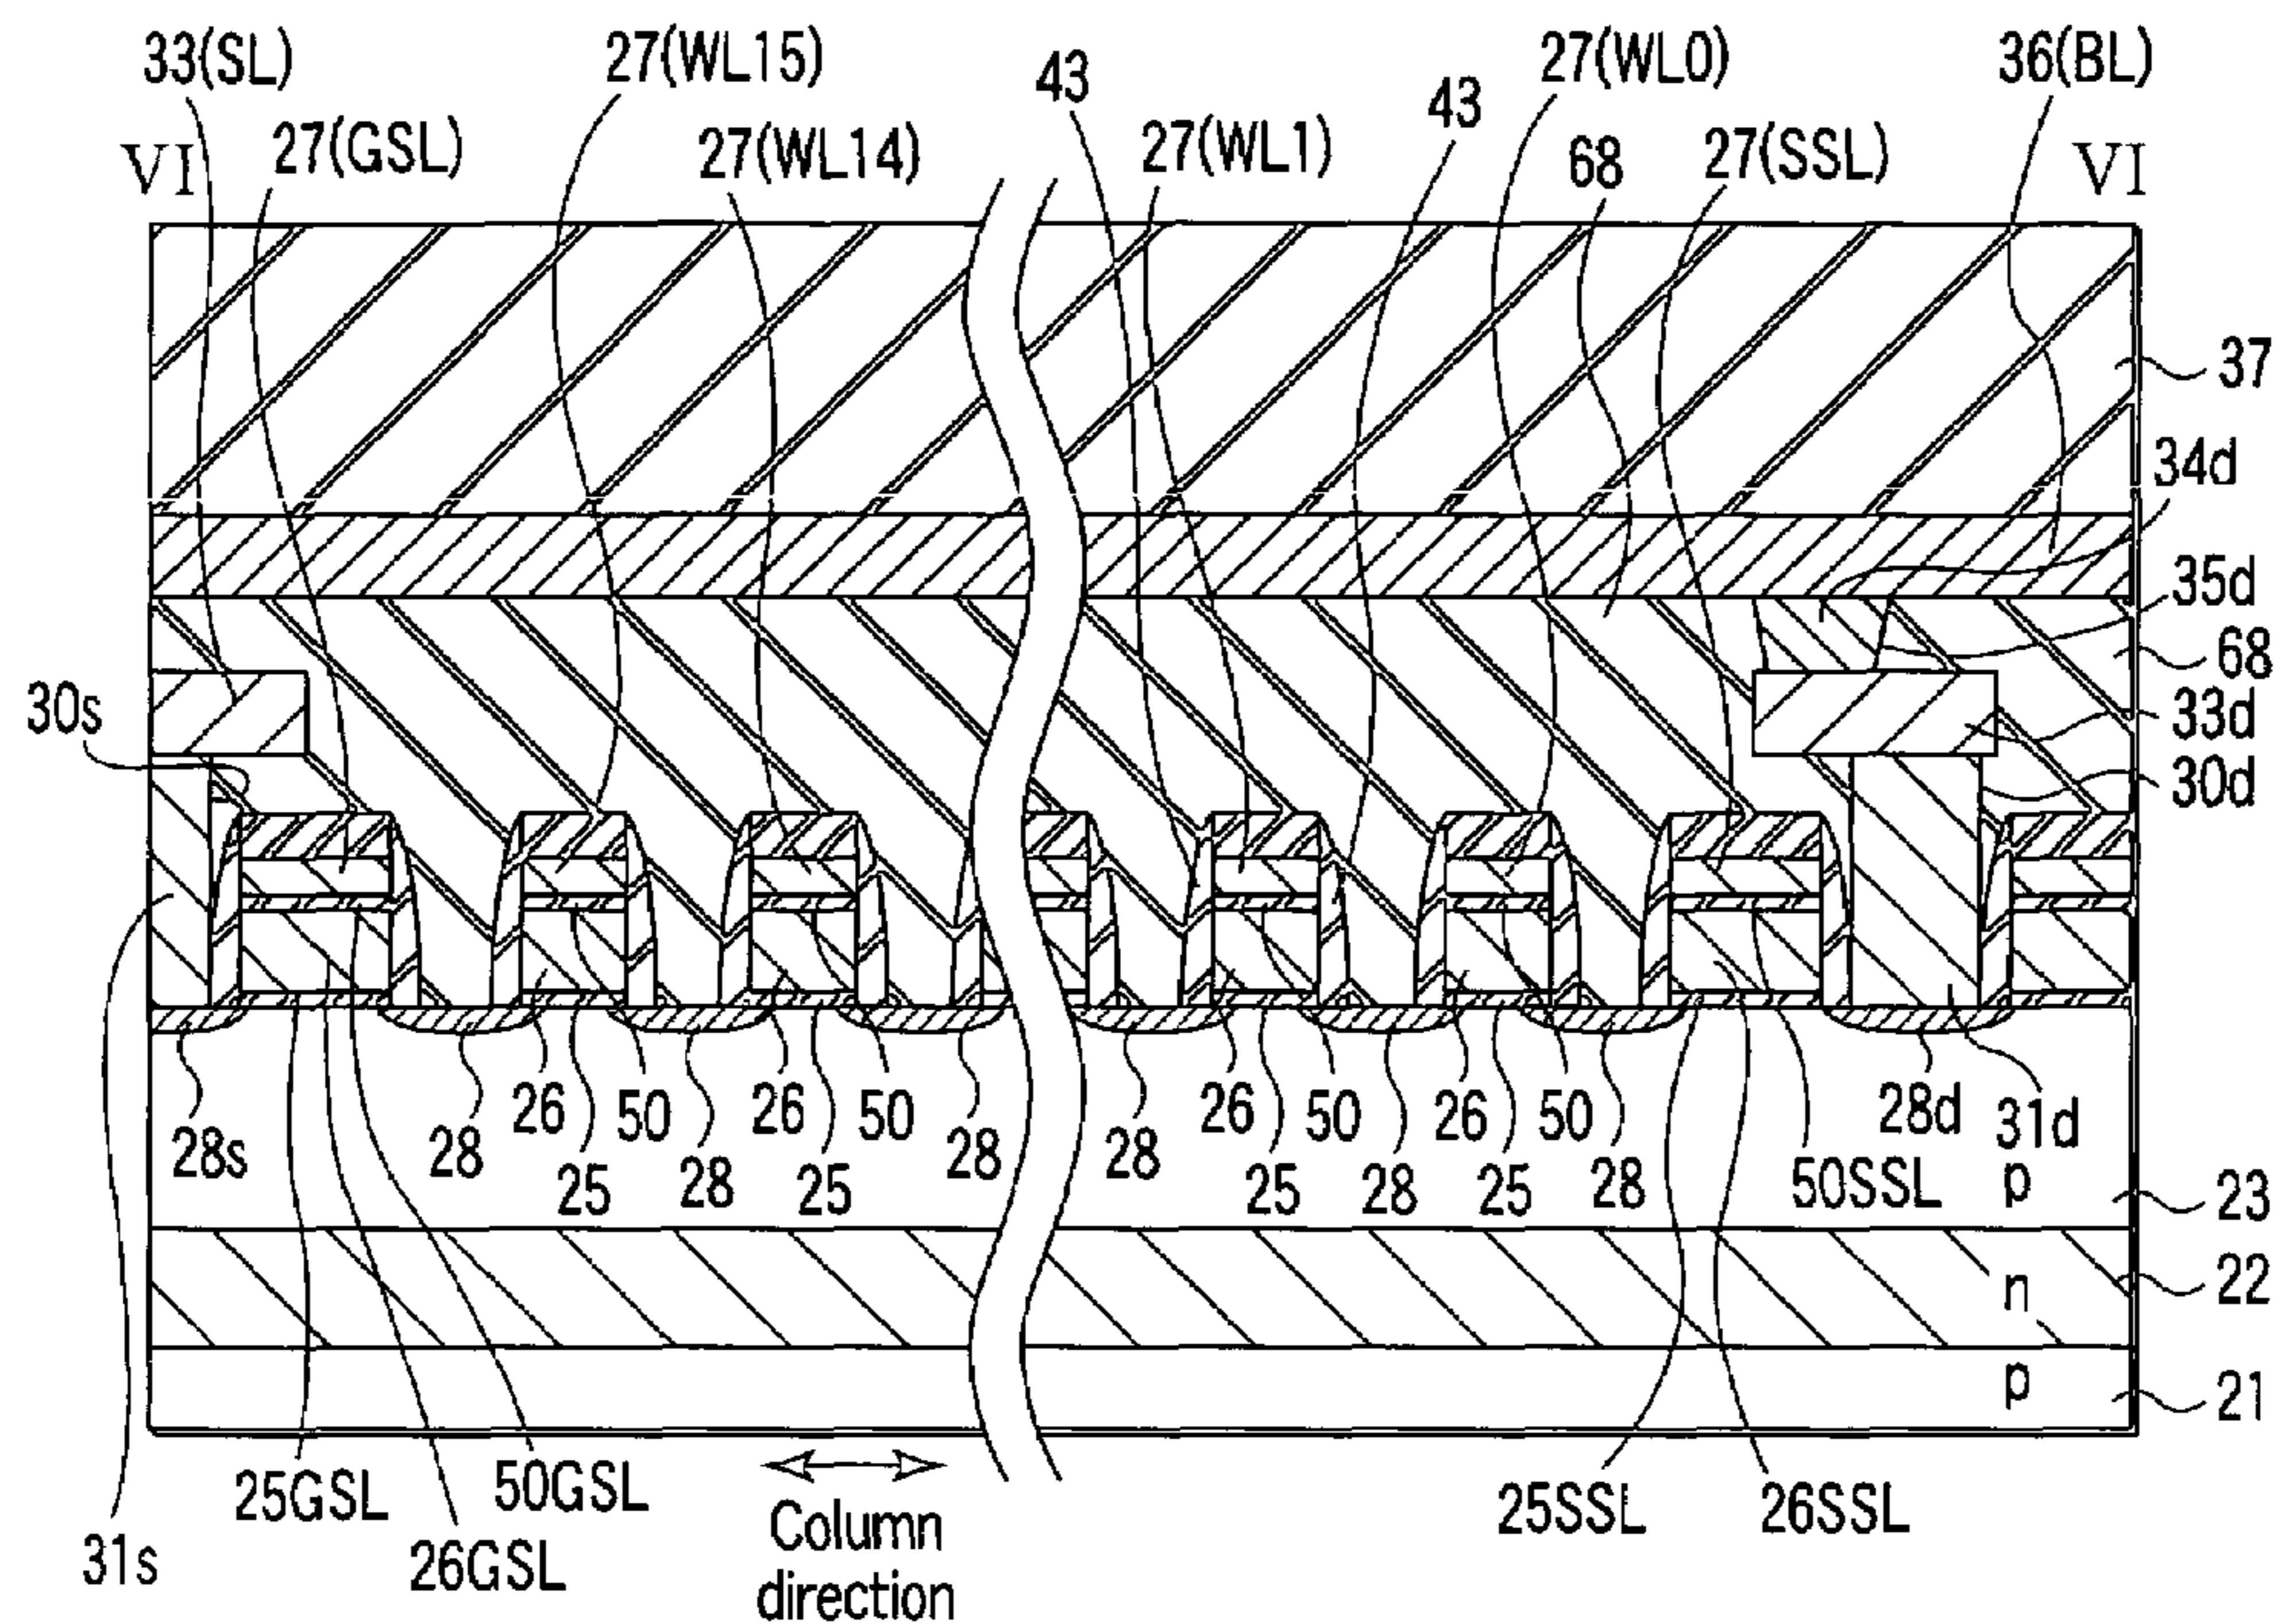 33(SL)
27(WL15)
43
27(WL0)
36(BL)
43
VI
27(GSL)
27(WL14)
27(WL1)
68
27(SSL)
VI
37
34d
35d
68
30s
33d
30d
28s
28
26
25
50
28
26
25
50
28
28
26
25
50
28
26
25
50
28
50SSL
28d
31d
p
23
n
22
p
21
31s
25GSL
26GSL
50GSL
Column
direction
25SSL
26SSL